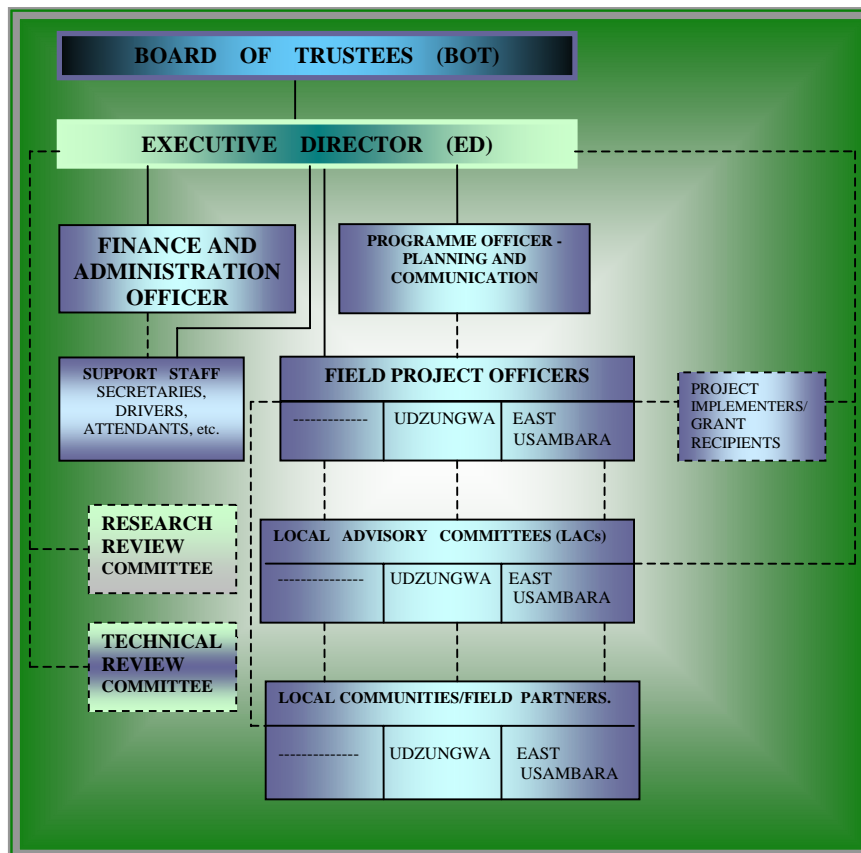 BOARD OF TRUSTEES (BOT)
EXECUTIVE DIRECTOR (ED)
FINANCE AND
ADMINISTRATION
OFFICER
PROGRAMME OFFICER -
PLANNING AND
COMMUNICATION
SUPPORT STAFF
SECRETARIES,
DRIVERS,
ATTENDANTS, etc.
FIELD PROJECT OFFICERS
------------- UDZUNGWA EAST
USAMBARA
PROJECT
IMPLEMENTERS/
GRANT
RECIPIENTS
RESEARCH
REVIEW
COMMITTEE
LOCAL ADVISORY COMMITTEES (LACs)
--------------- UDZUNGWA EAST
USAMBARA
TECHNICAL
REVIEW
COMMITTEE
LOCAL COMMUNITIES/FIELD PARTNERS.
-------------- UDZUNGWA EAST
USAMBARA